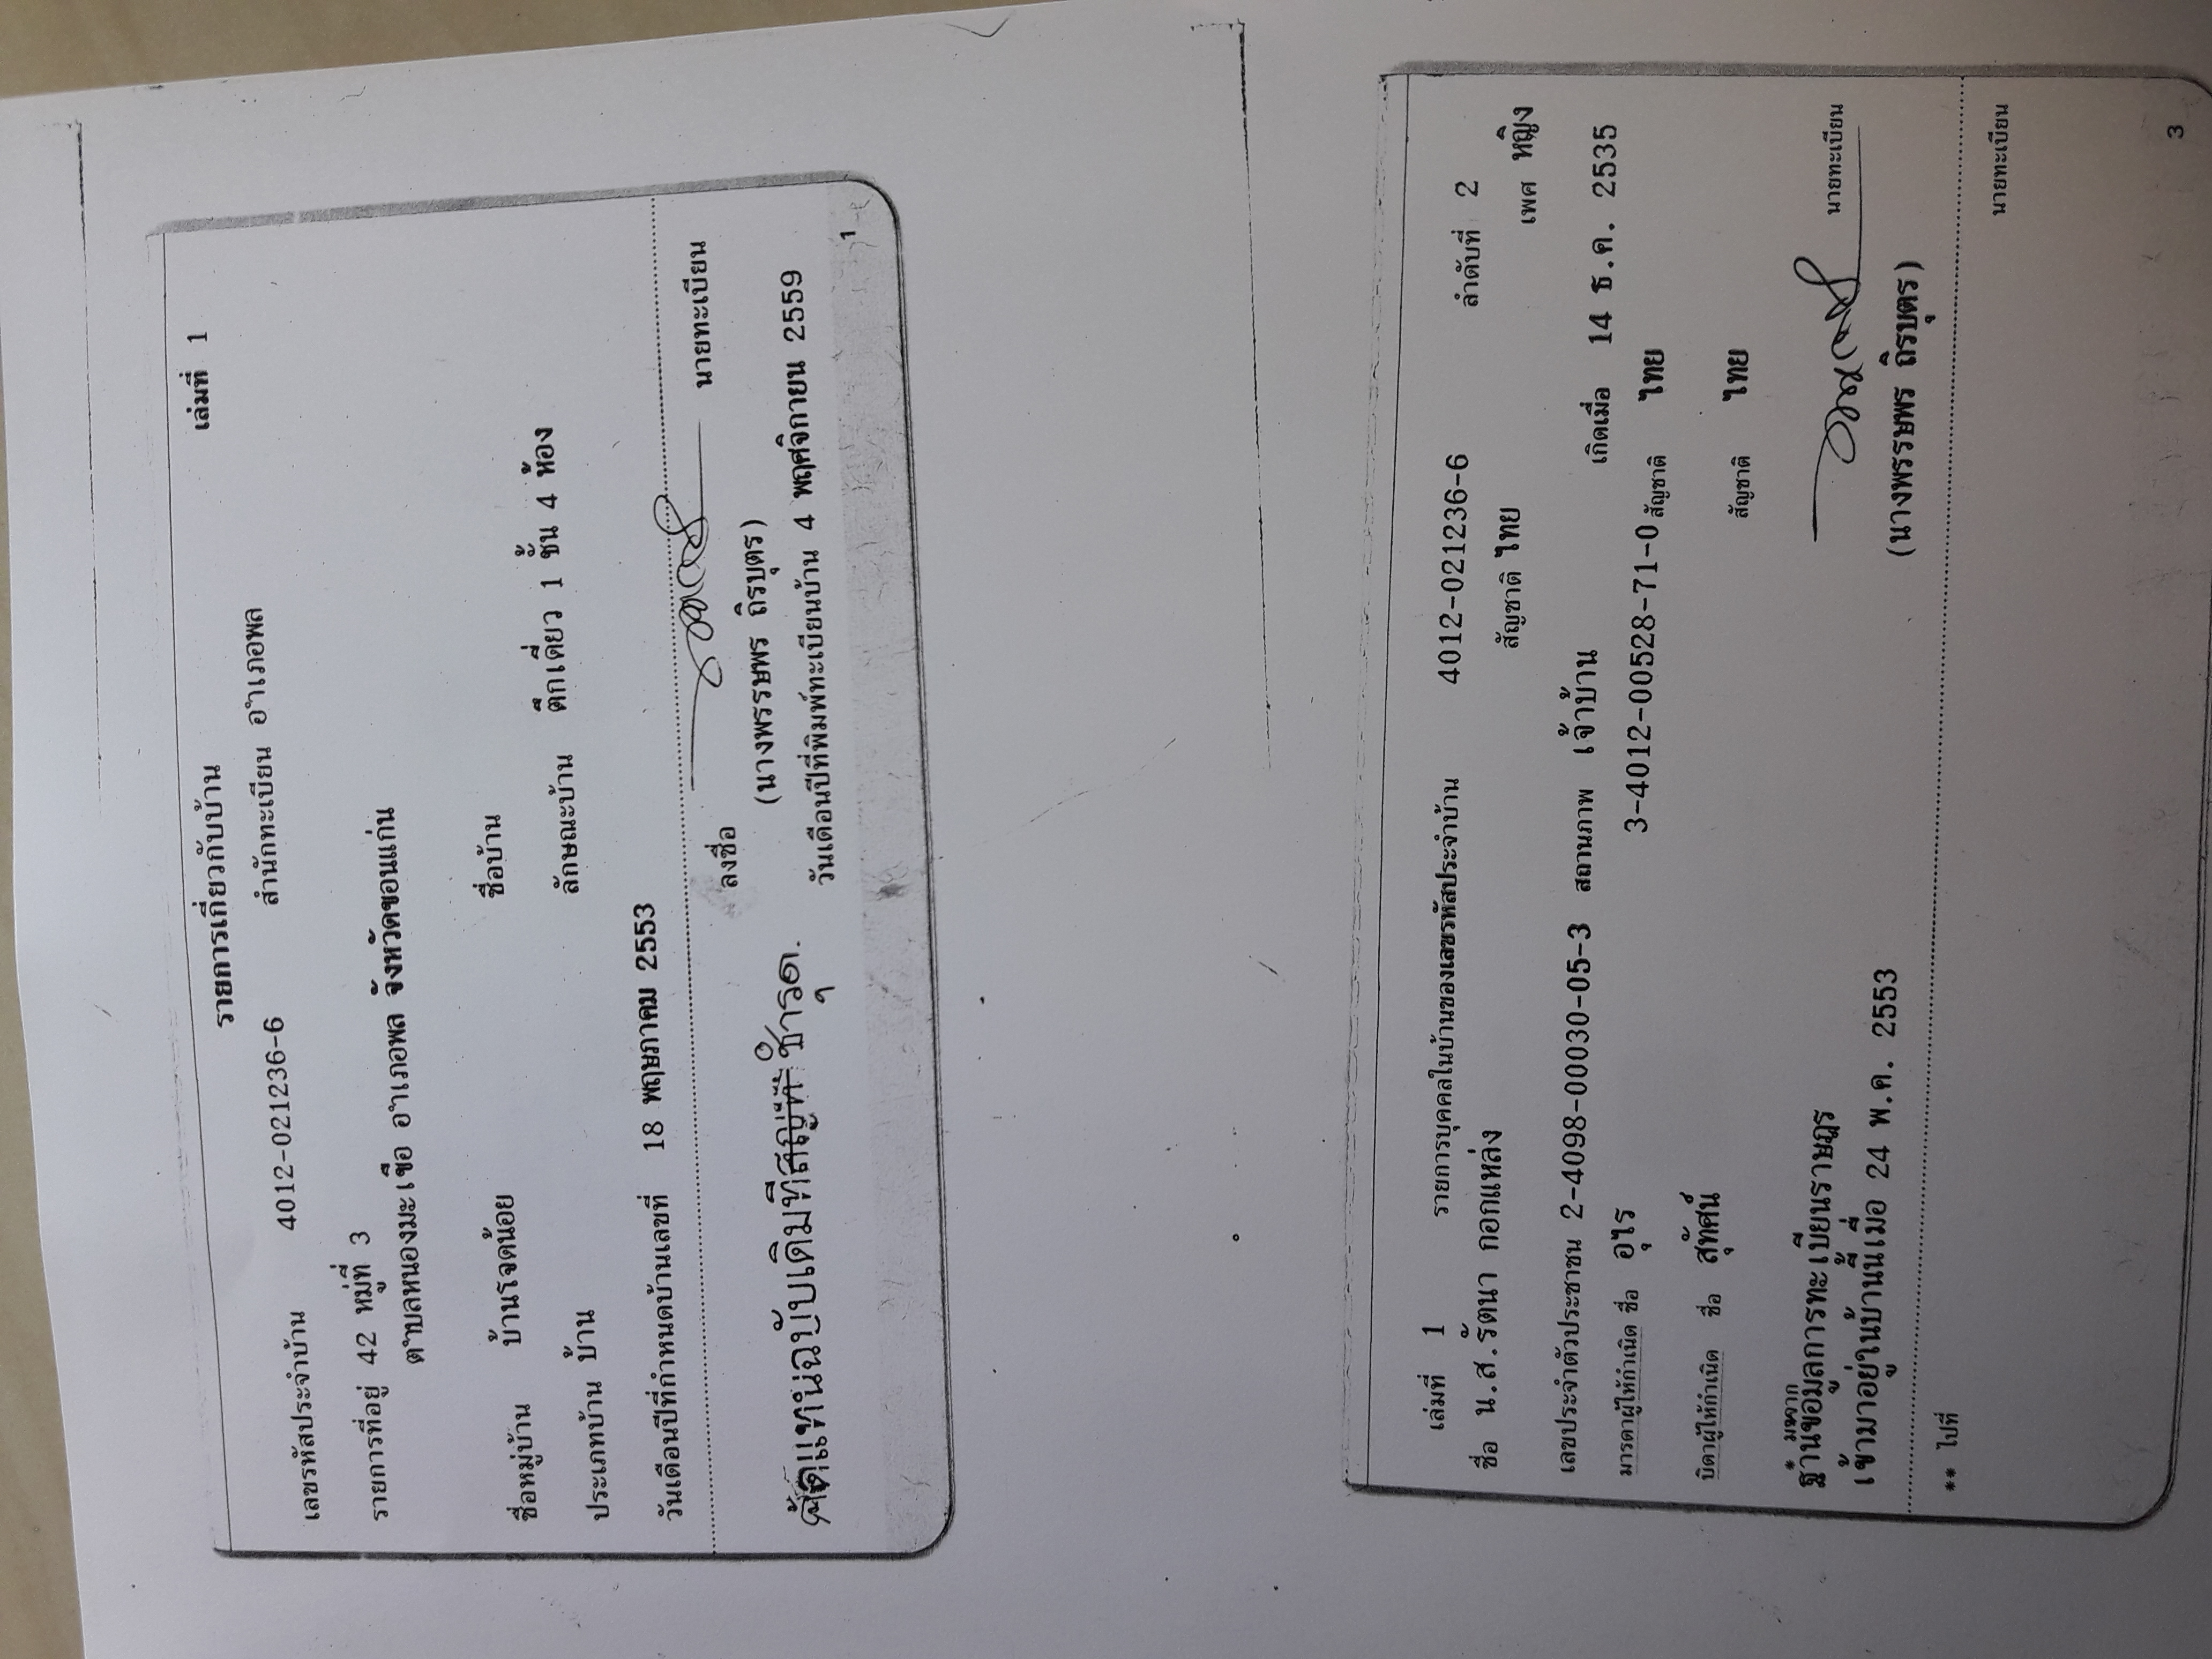 รายการเกี่ยวกับบ้าน เล่มที่ 1
เลขรหัสประจำบ้าน 4012-021236-6 สำนักทะเบียน อำเภอพล
รายการที่อยู่ 42 หมู่ที่ 3
ตำบลหนองมะเขือ อำเภอพล จังหวัดขอนแก่น
ชื่อหมู่บ้าน บ้านโจดน้อย ชื่อบ้าน
ประเภทบ้าน บ้าน ลักษณะบ้าน ตึกเดี่ยว 1 ชั้น 4 ห้อง
วันเดือนปีที่กำหนดบ้านเลขที่ 18 พฤษภาคม 2553
ลงชื่อ นายทะเบียน
(นางพรรษพร ถิรบุตร)
คัดแทนฉบับเดิมที่ ชำรุด.
วันเดือนปีที่พิมพ์ทะเบียนบ้าน 4 พฤศจิกายน 2559
1
เล่มที่ 1 รายการบุคคลในบ้านของเลขรหัสประจำบ้าน 4012-021236-6 ลำดับที่ 2
ชื่อ น.ส.รัตนา กอกแหล่ง สัญชาติ ไทย เพศ หญิง
เลขประจำตัวประชาชน 2-4098-00030-05-3 สถานภาพ เจ้าบ้าน เกิดเมื่อ 14 ธ.ค. 2535
มารดาผู้ให้กำเนิด ชื่อ อุไร 3-4012-00528-71-0 สัญชาติ ไทย
บิดาผู้ให้กำเนิด ชื่อ สุทัศน์ สัญชาติ ไทย
* มาจาก
ฐานข้อมูลการทะเบียนราษฎร
เข้ามาอยู่ในบ้านนี้เมื่อ 24 พ.ค. 2553
นายทะเบียน
(นางพรรษพร ถิรบุตร)
** ไปที่
นายทะเบียน
3